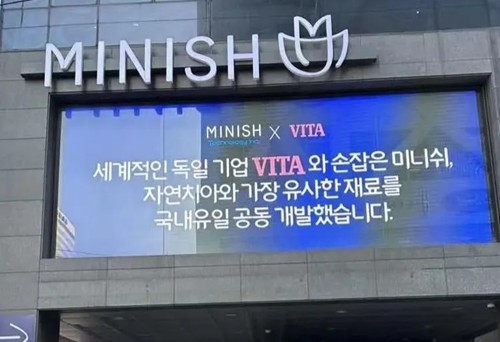 MINISH
MINISH X VITA
세계적인 독일 기업 VITA 와 손잡은 미니쉬,
자연치아와 가장 유사한 재료를
국내유일 공동 개발했습니다.